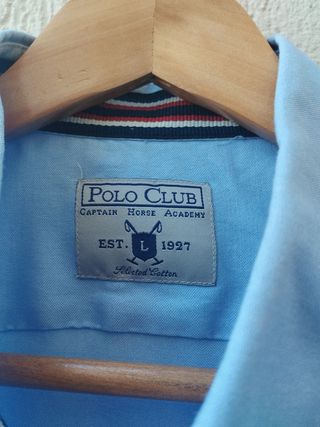 POLO CLUB
CAPTAIN HORSE ACADEMY
EST. L 1927
Selected Cotton